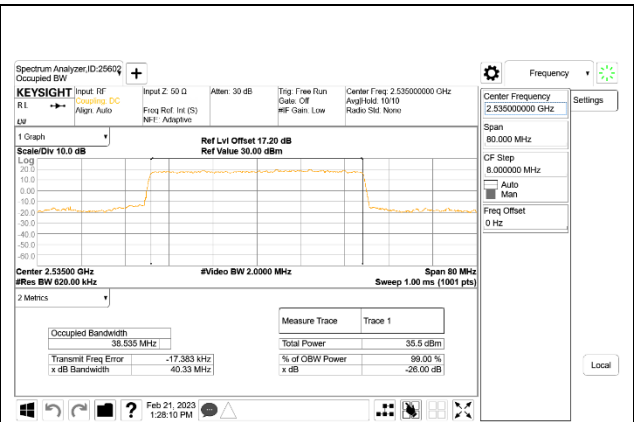 Spectrum Analyzer,ID:25602
Occupied BW
+
Frequency
KEYSIGHT
RL
Input: RF
Coupling: DC
Align: Auto
Input Z: 50 Ω
Freq Ref: Int (S)
NFE: Adaptive
Atten: 30 dB
Trig: Free Run
Gate: Off
#IF Gain: Low
Center Freq: 2.535000000 GHz
Avg|Hold: 10/10
Radio Std: None
Center Frequency
2.535000000 GHz
Settings
Span
80.000 MHz
CF Step
8.000000 MHz
Auto
Man
Freq Offset
0 Hz
1 Graph
Scale/Div 10.0 dB
Ref Lvl Offset 17.20 dB
Ref Value 30.00 dBm
Log
20.0
10.0
0.00
-10.0
-20.0
-30.0
-40.0
-50.0
-60.0
Center 2.53500 GHz
#Video BW 2.0000 MHz
Span 80 MHz
#Res BW 620.00 kHz
Sweep 1.00 ms (1001 pts)
2 Metrics
Occupied Bandwidth
38.535 MHz
Transmit Freq Error -17.383 kHz
x dB Bandwidth 40.33 MHz
Measure Trace Trace 1
Total Power 35.5 dBm
% of OBW Power 99.00 %
x dB -26.00 dB
Local
?
Feb 21, 2023
1:28:10 PM